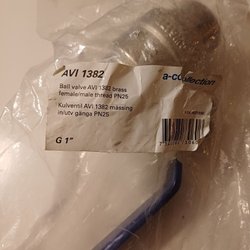 AVI 1382
a-collection
Ball valve AVI 1382 brass
female/male thread PN25
Kulventil AVI 1382 mässing
in/utv gänga PN25
G 1"